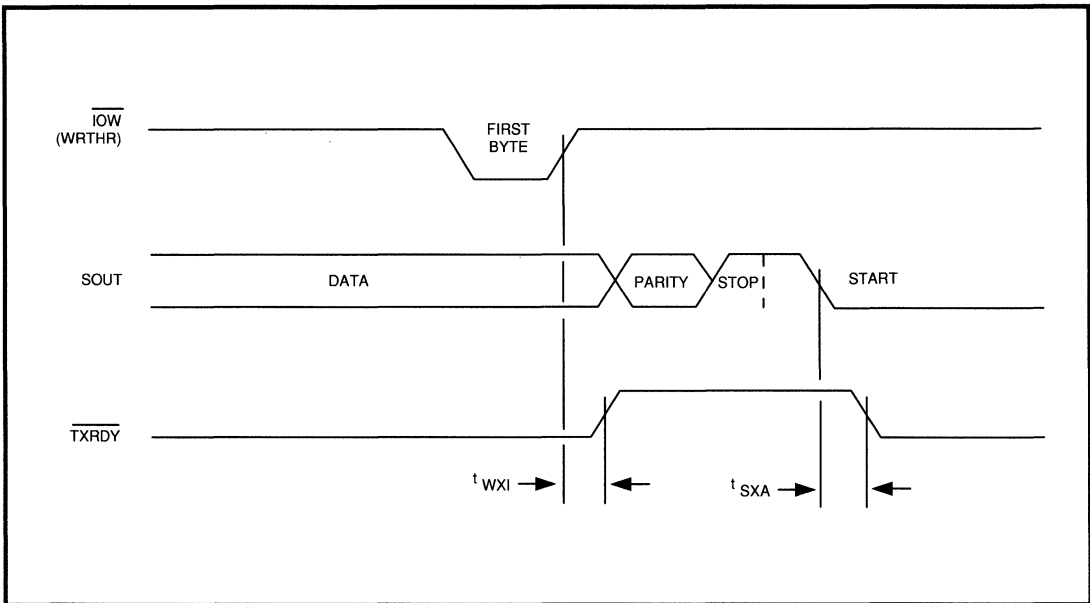 IOW
(WRTHR)
FIRST
BYTE
SOUT
DATA
PARITY
STOP
START
TXRDY
t WXI
t SXA